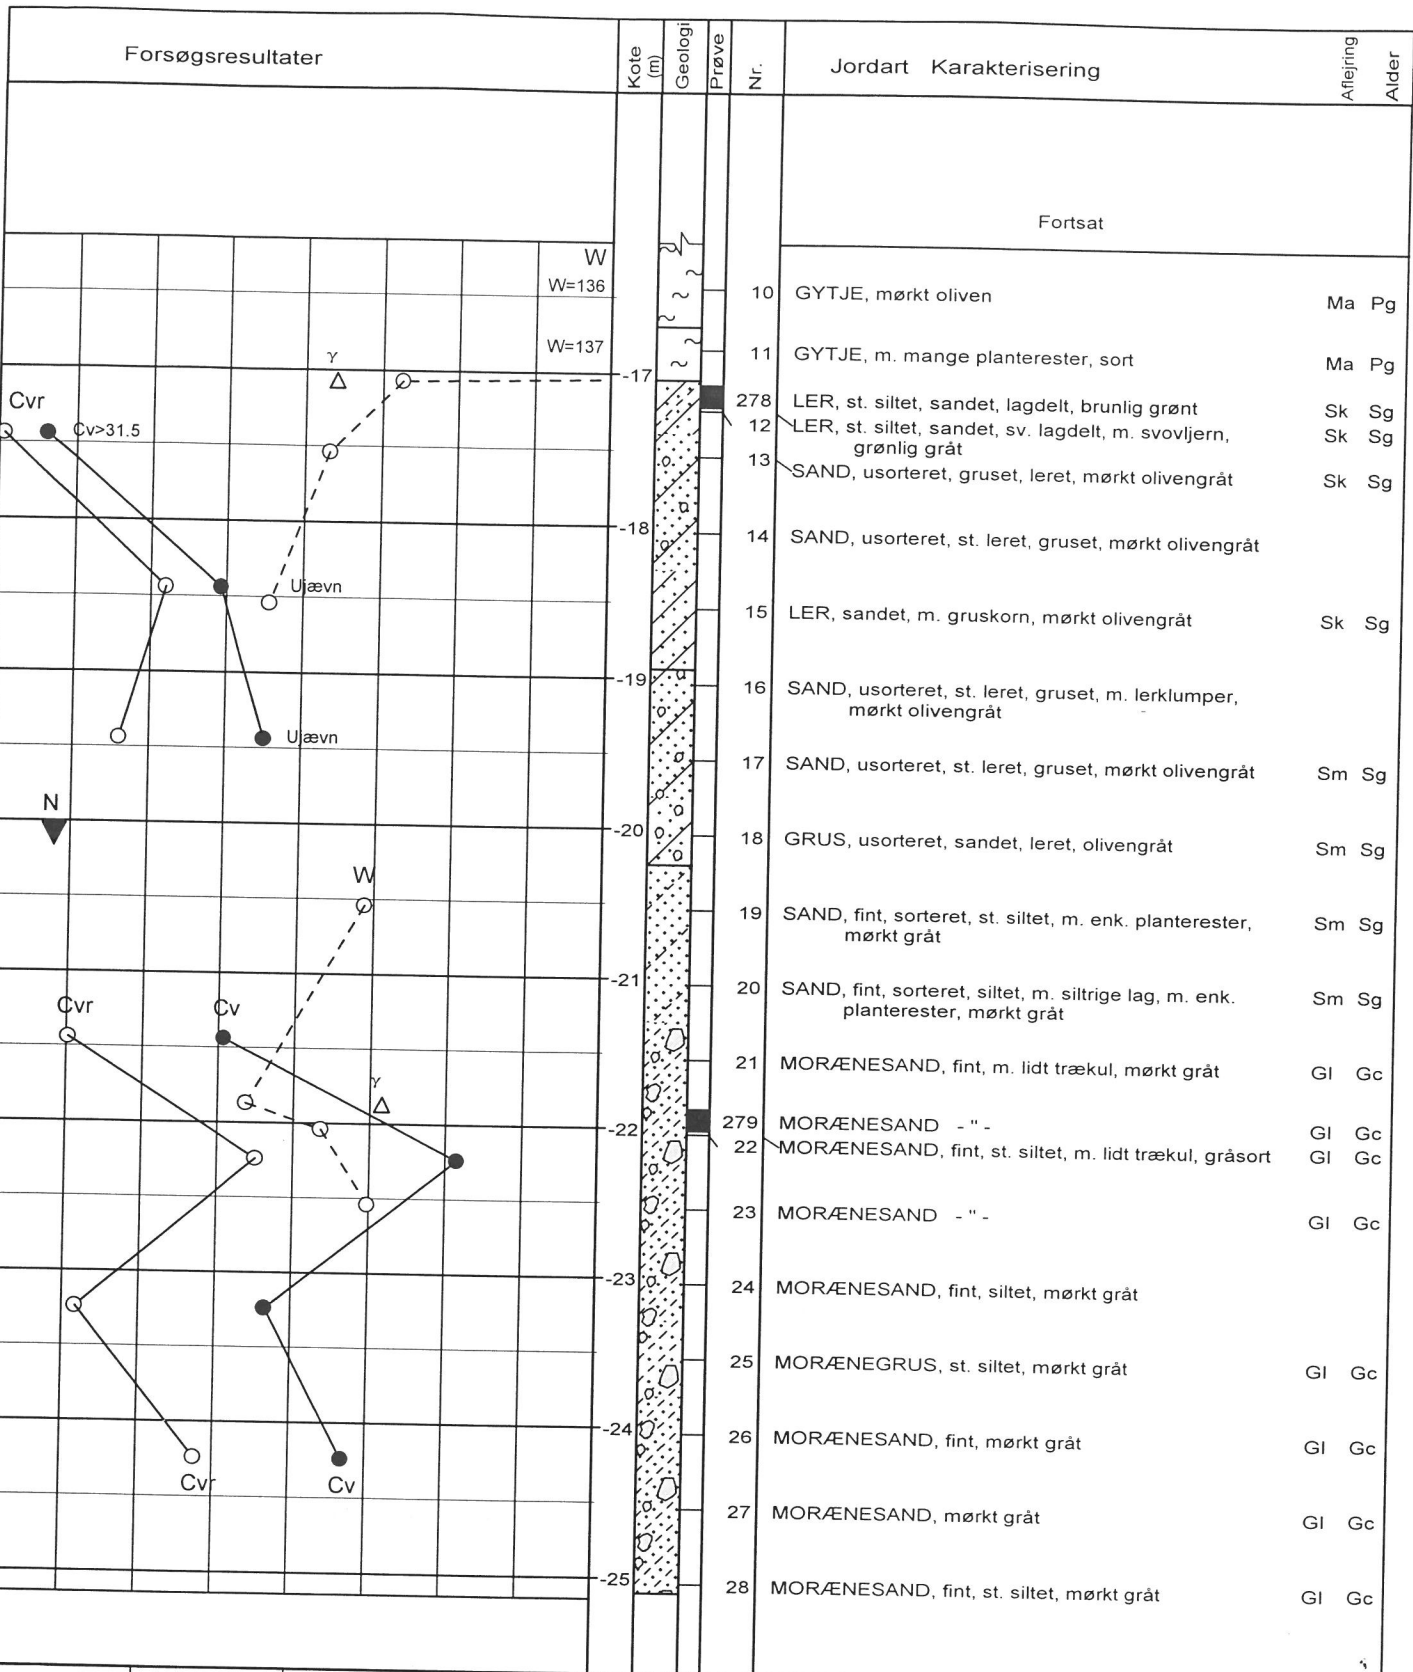 Forsøgsresultater
Kote (m)
Geologi
Prøve
Nr.
Jordart Karakterisering
Aflejring
Alder
Fortsat
W
W=136
10 GYTJE, mørkt oliven Ma Pg
W=137
11 GYTJE, m. mange planterester, sort Ma Pg
γ
-17
Cvr
Cv>31.5
278 LER, st. siltet, sandet, lagdelt, brunlig grønt Sk Sg
12 LER, st. siltet, sandet, sv. lagdelt, m. svovljern, Sk Sg
grønlig gråt
13 SAND, usorteret, gruset, leret, mørkt olivengråt Sk Sg
-18
14 SAND, usorteret, st. leret, gruset, mørkt olivengråt
Ujævn
15 LER, sandet, m. gruskorn, mørkt olivengråt Sk Sg
-19
16 SAND, usorteret, st. leret, gruset, m. lerklumper,
mørkt olivengråt
Ujævn
17 SAND, usorteret, st. leret, gruset, mørkt olivengråt Sm Sg
N
-20
18 GRUS, usorteret, sandet, leret, olivengråt Sm Sg
W
19 SAND, fint, sorteret, st. siltet, m. enk. planterester, Sm Sg
mørkt gråt
-21
20 SAND, fint, sorteret, siltet, m. siltrige lag, m. enk. Sm Sg
planterester, mørkt gråt
Cvr
Cv
21 MORÆNESAND, fint, m. lidt trækul, mørkt gråt Gl Gc
γ
-22
279 MORÆNESAND - " - Gl Gc
22 MORÆNESAND, fint, st. siltet, m. lidt trækul, gråsort Gl Gc
23 MORÆNESAND - " - Gl Gc
-23
24 MORÆNESAND, fint, siltet, mørkt gråt
25 MORÆNEGRUS, st. siltet, mørkt gråt Gl Gc
-24
26 MORÆNESAND, fint, mørkt gråt Gl Gc
Cvr
Cv
27 MORÆNESAND, mørkt gråt Gl Gc
-25
28 MORÆNESAND, fint, st. siltet, mørkt gråt Gl Gc